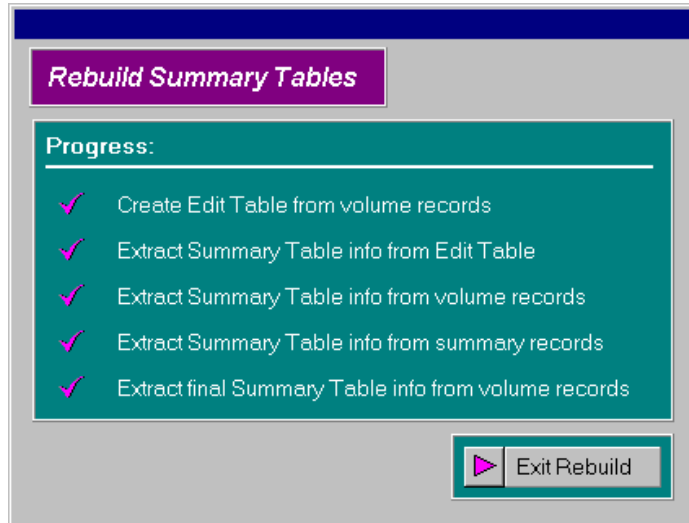 Rebuild Summary Tables
Progress:
Create Edit Table from volume records
Extract Summary Table info from Edit Table
Extract Summary Table info from volume records
Extract Summary Table info from summary records
Extract final Summary Table info from volume records
Exit Rebuild